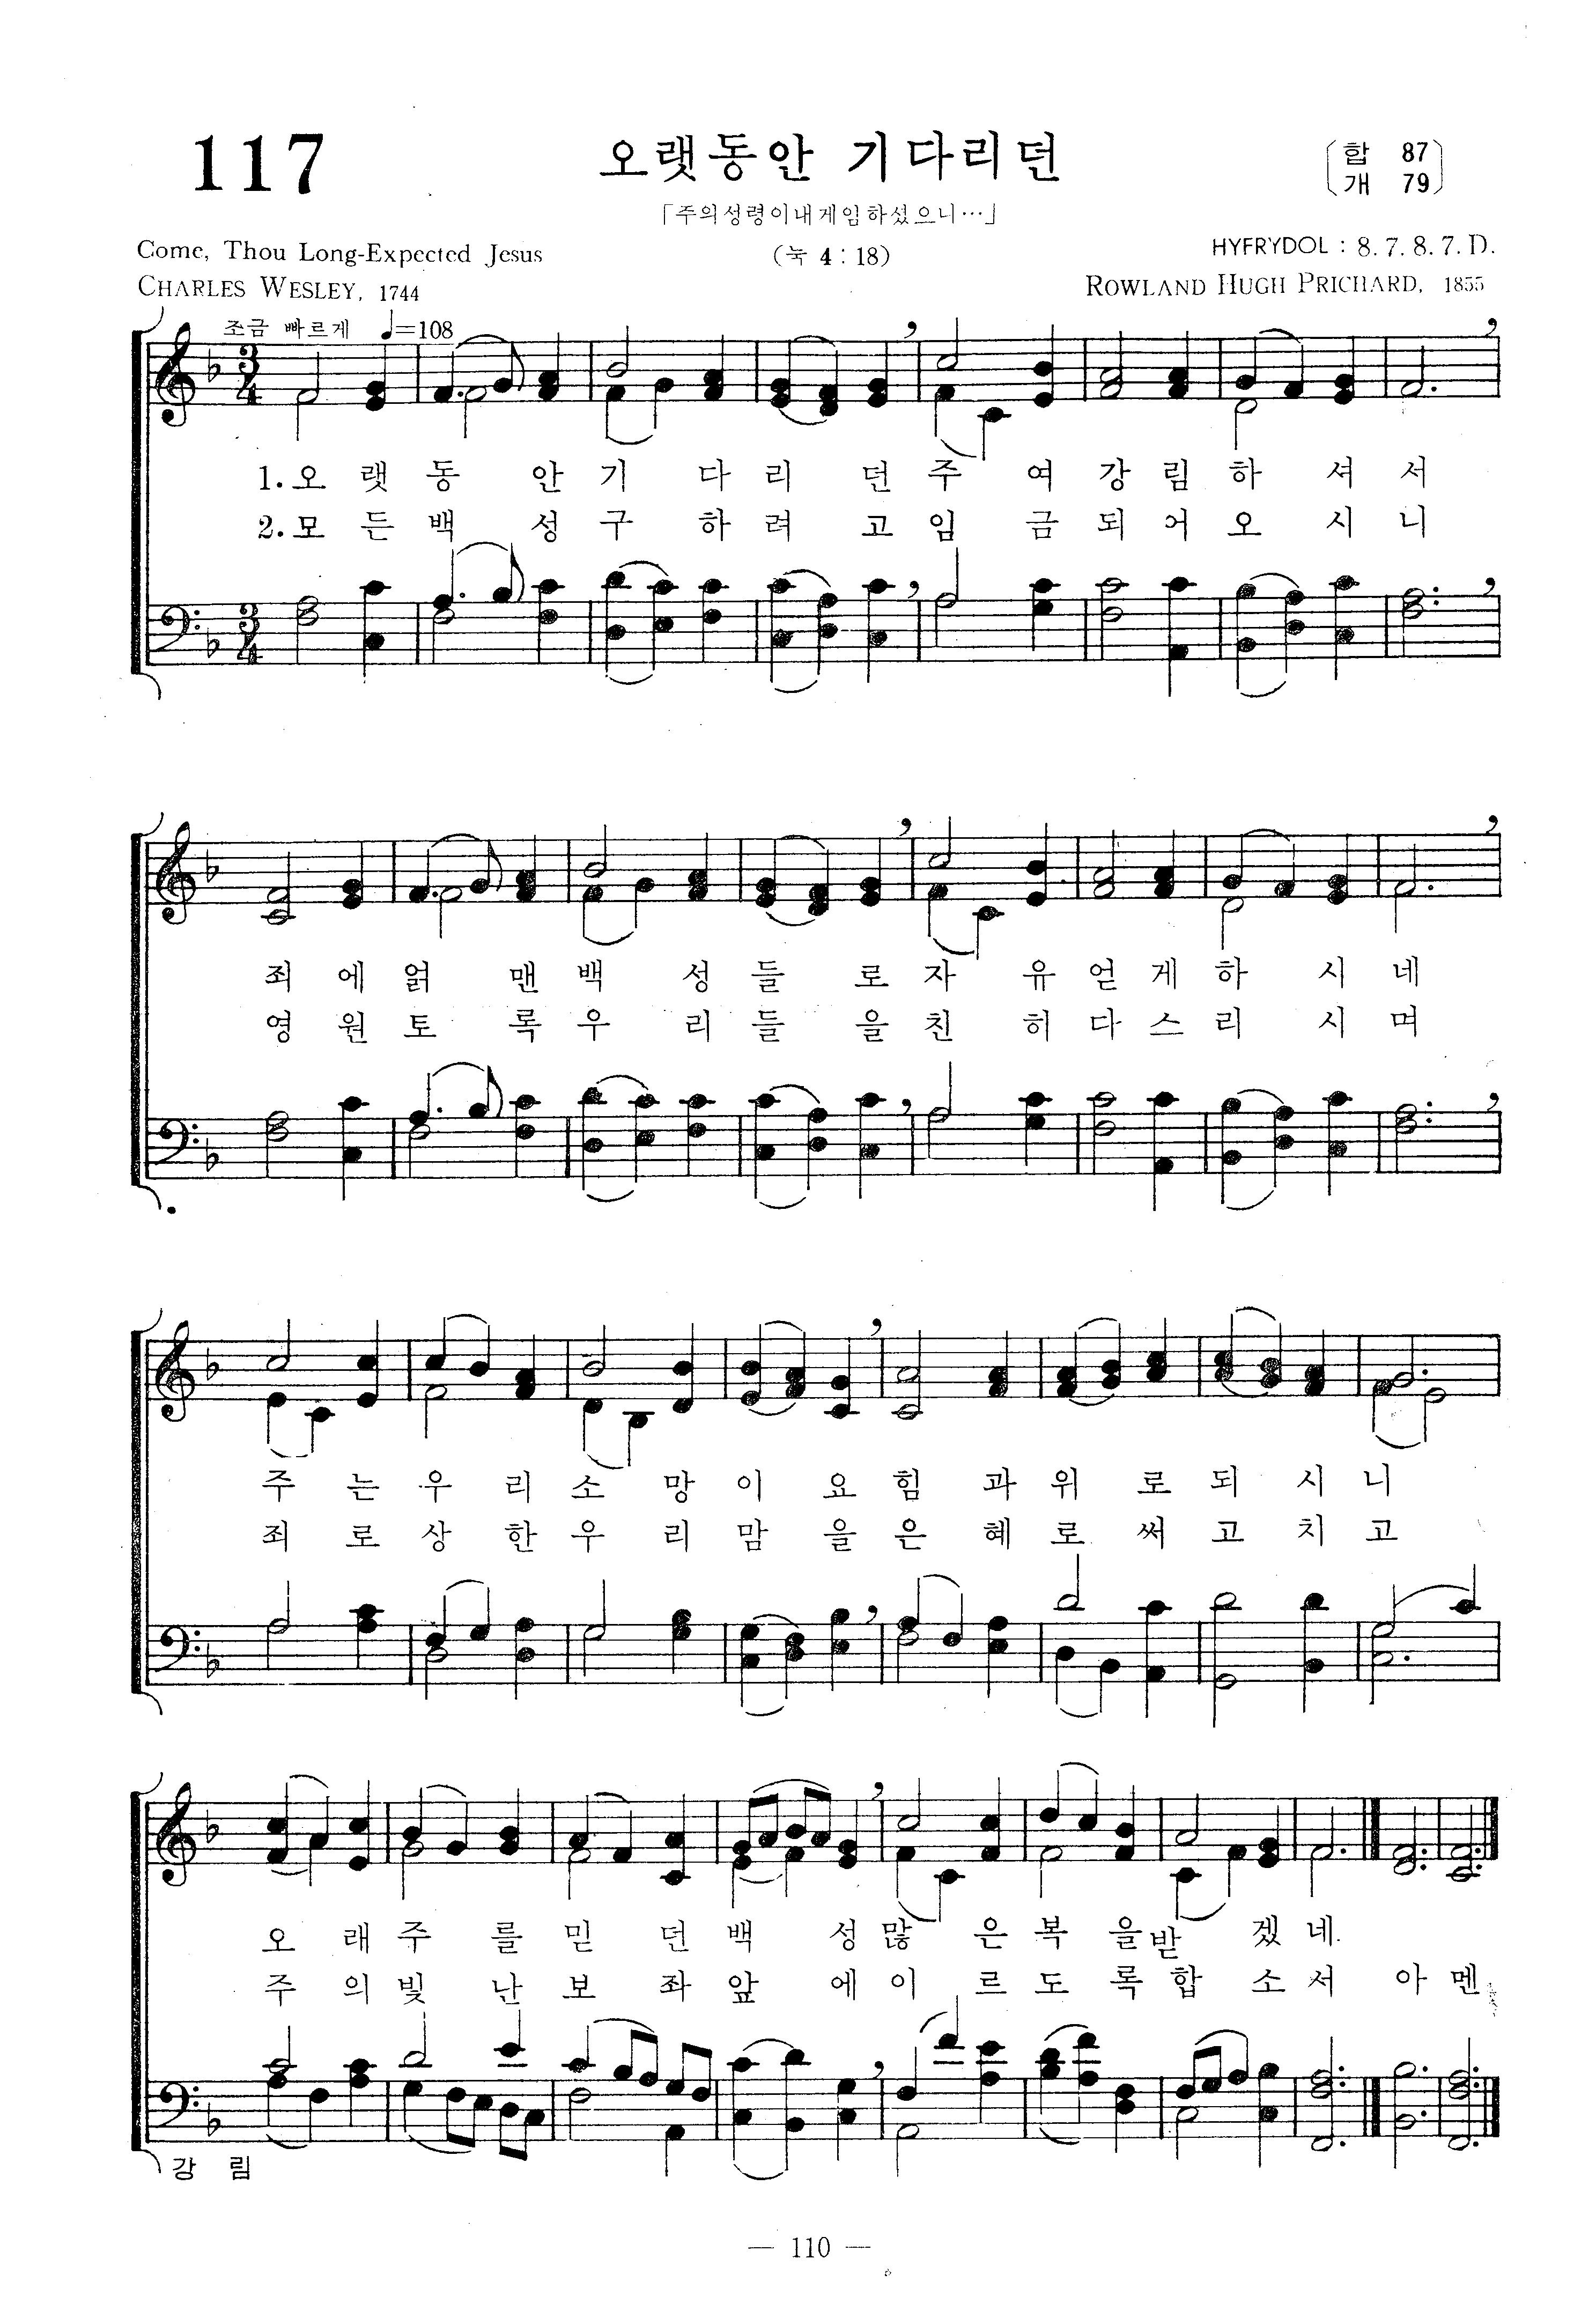 117
오랫동안 기다리던
합 87
개 79
「주의성령이내게임하셨으니…」
(눅 4:18)
Come, Thou Long-Expected Jesus
CHARLES WESLEY, 1744
HYFRYDOL : 8.7.8.7.D.
ROWLAND HUGH PRICHARD, 1855
조금 빠르게 ♩=108
1.오 랫 동 안 기 다 리 던 주 여 강 림 하 셔 서
2.모 든 백 성 구 하 려 고 임 금 되 어 오 시 니
죄 에 얽 맨 백 성 들 로 자 유 얻 게 하 시 네
영 원 토 록 우 리 들 을 친 히 다 스 리 시 며
주 는 우 리 소 망 이 요 힘 과 위 로 되 시 니
죄 로 상 한 우 리 맘 을 은 혜 로 써 고 치 고
오 래 주 를 믿 던 백 성 많 은 복 을 받 겠 네.
주 의 빛 난 보 좌 앞 에 이 르 도 록 합 소 서 아 멘
강 림
— 110 —